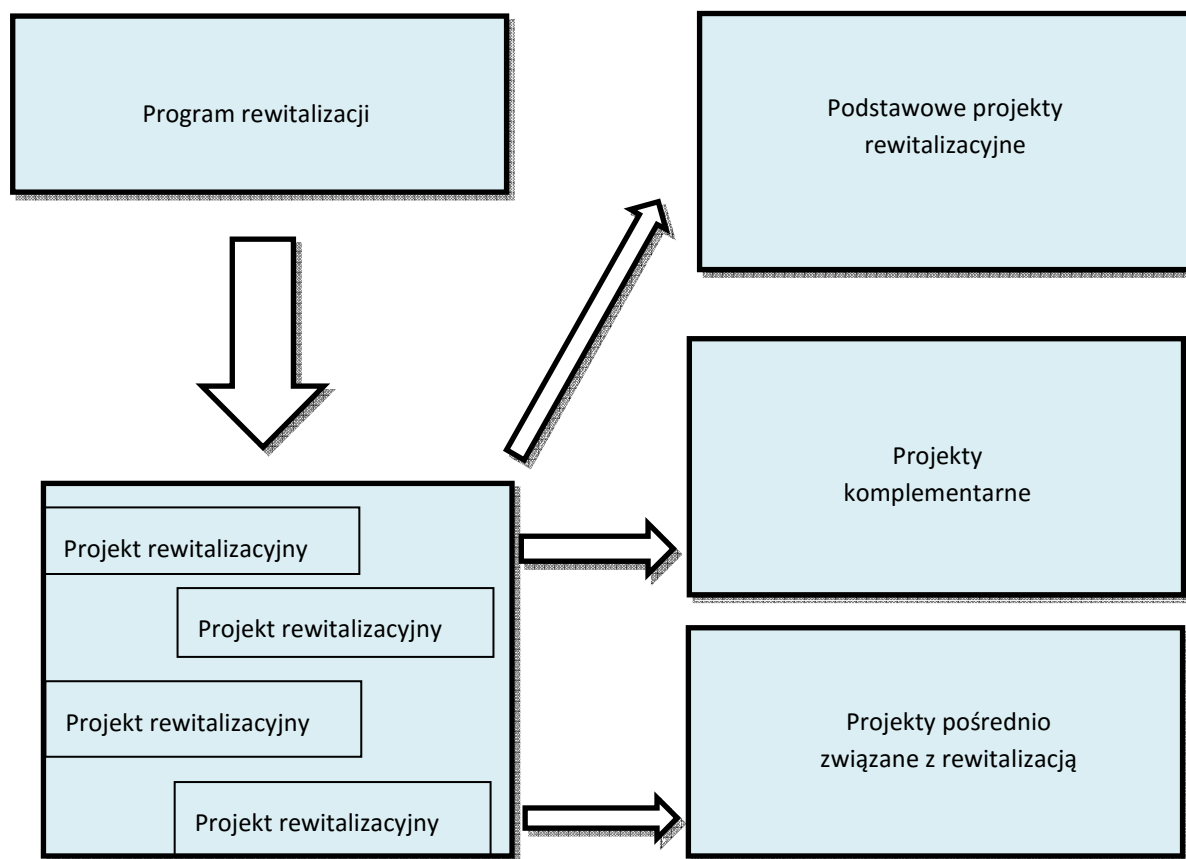 Program rewitalizacji
Podstawowe projekty
rewitalizacyjne
Projekty
komplementarne
Projekt rewitalizacyjny
Projekt rewitalizacyjny
Projekt rewitalizacyjny
Projekt rewitalizacyjny
Projekty pośrednio
związane z rewitalizacją